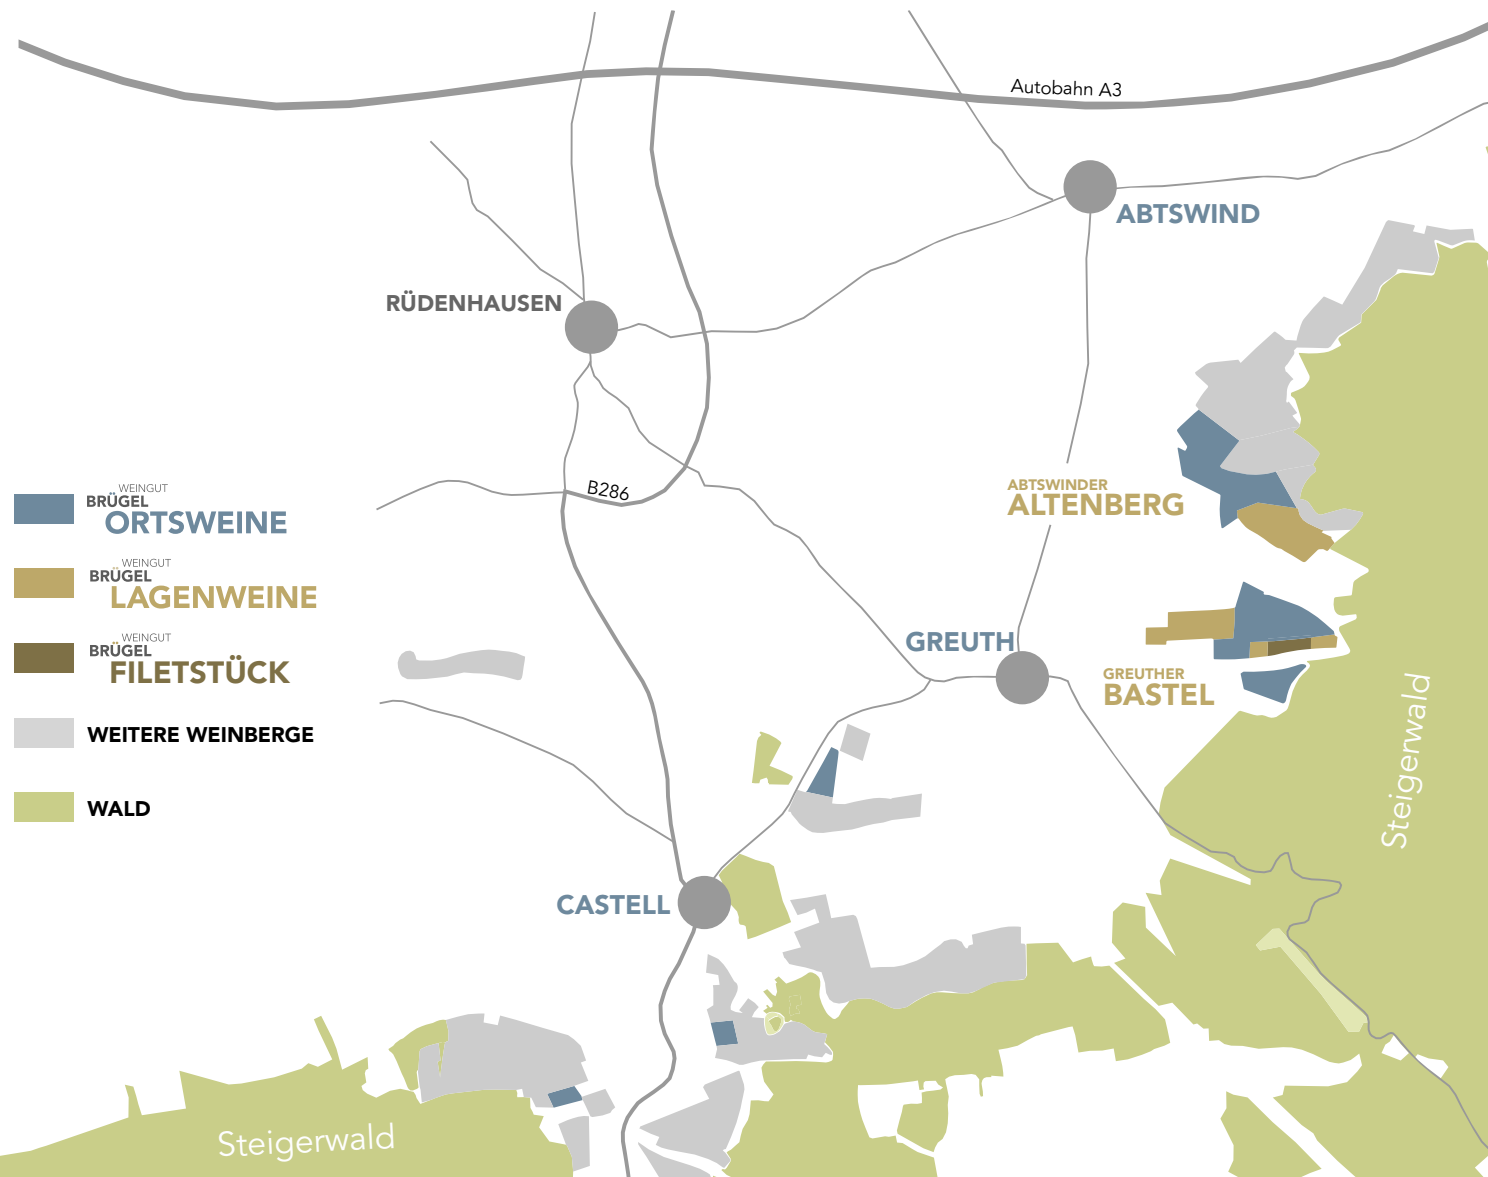 Autobahn A3
ABTSWIND
RÜDENHAUSEN
B286
ABTSWINDER
ALTENBERG
WEINGUT
BRÜGEL
ORTSWEINE
WEINGUT
BRÜGEL
LAGENWEINE
WEINGUT
BRÜGEL
FILETSTÜCK
WEITERE WEINBERGE
WALD
GREUTH
GREUTHER
BASTEL
Steigerwald
CASTELL
Steigerwald